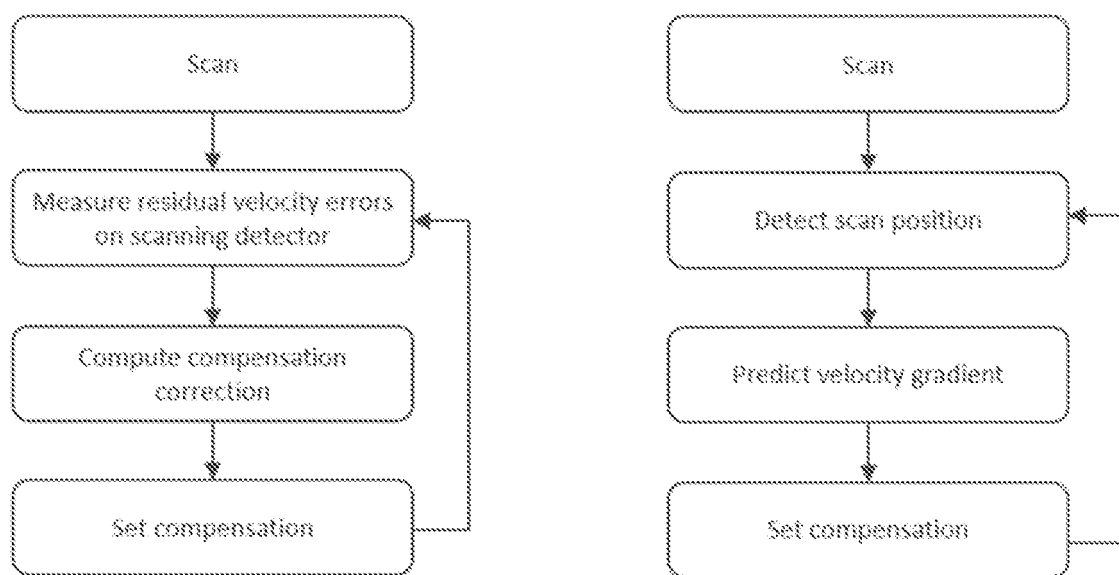 Scan
Measure residual velocity errors
on scanning detector
Compute compensation
correction
Set compensation
Scan
Detect scan position
Predict velocity gradient
Set compensation